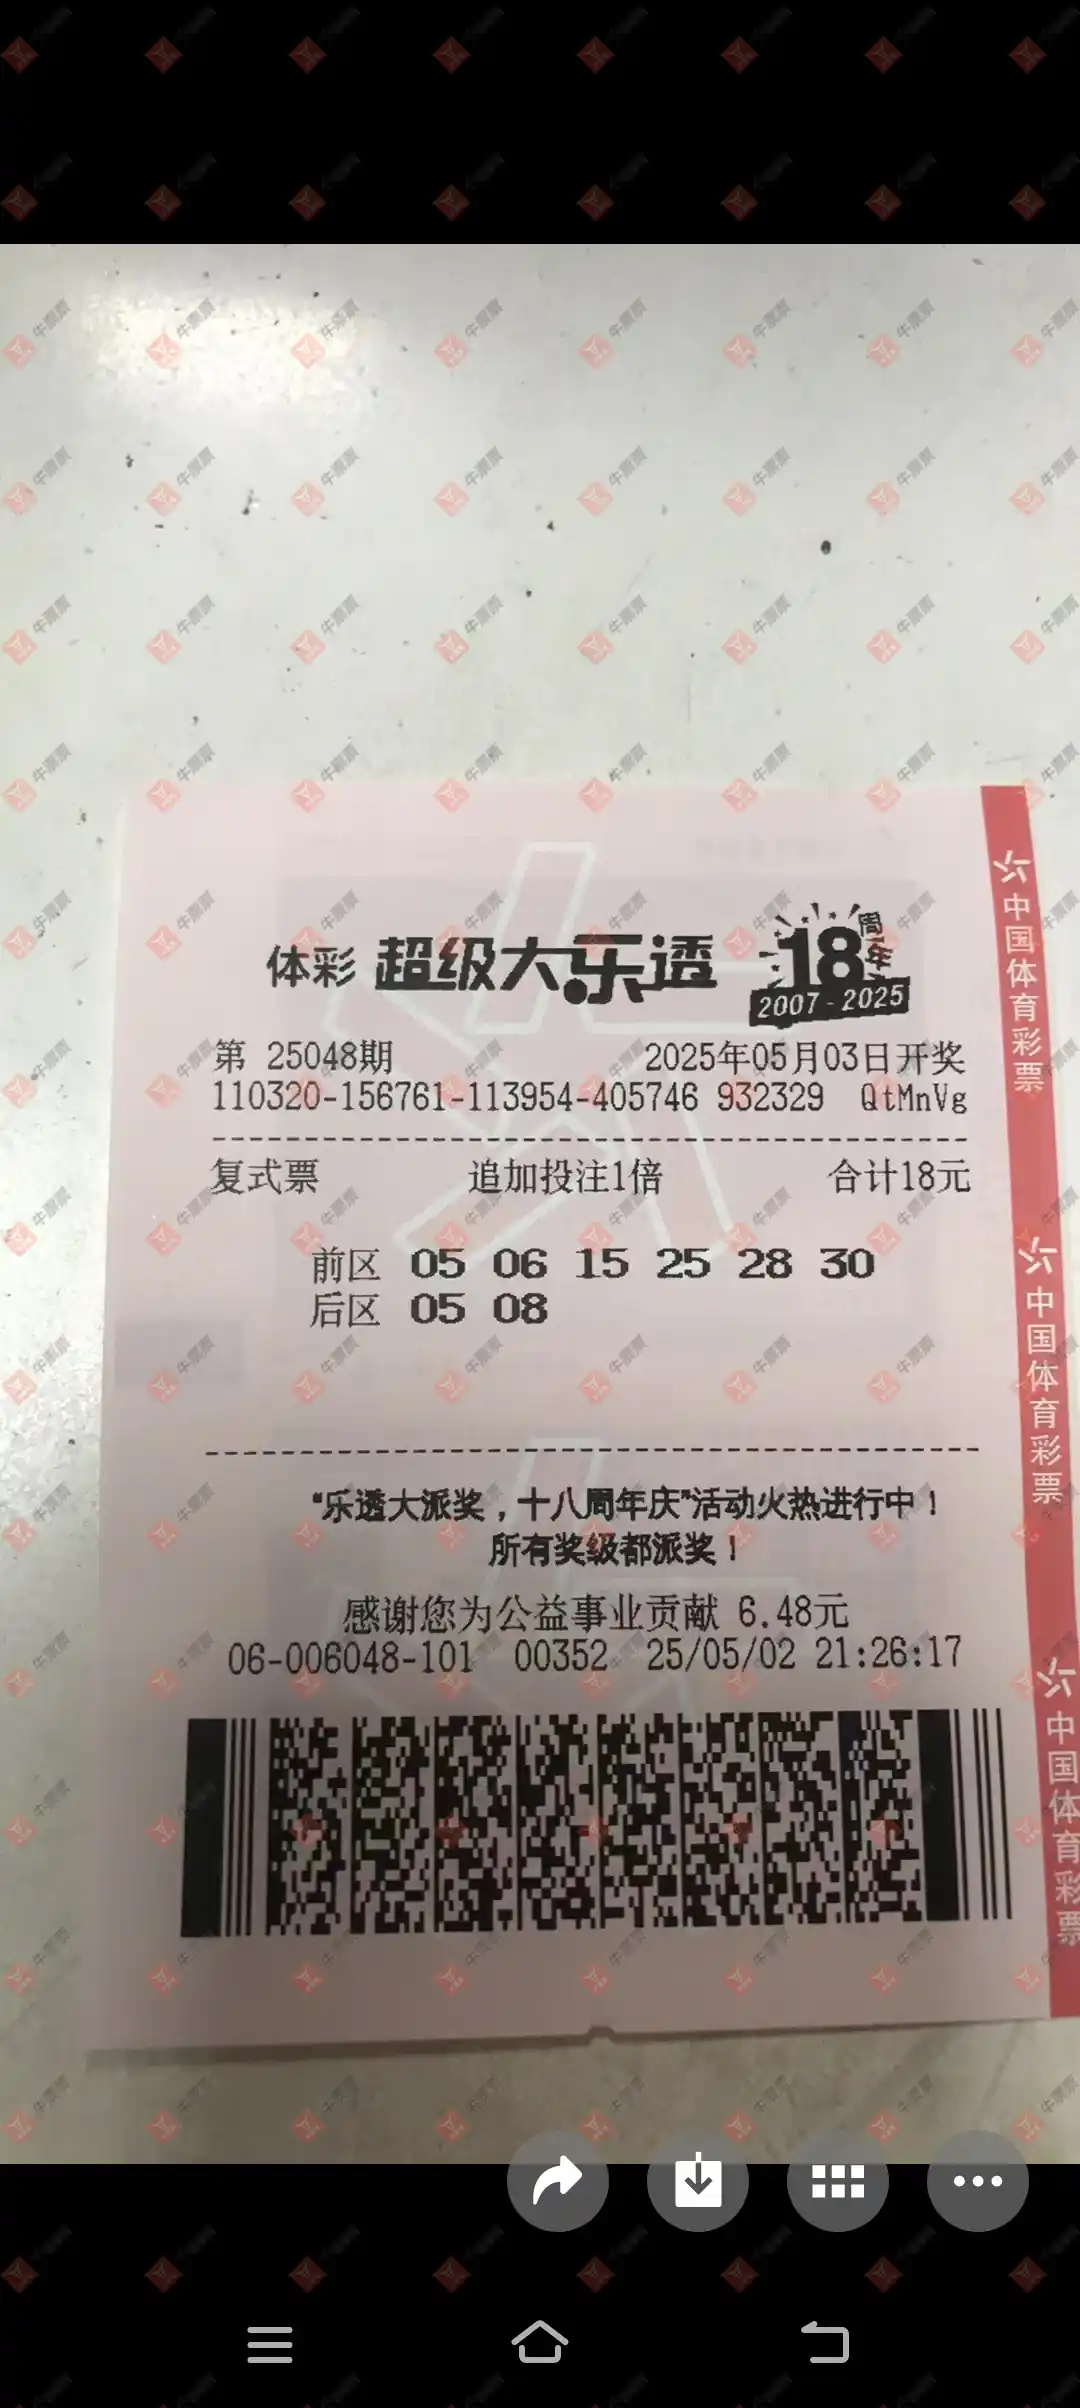 体彩 超级大乐透 18周年
2007-2025
第 25048期 2025年05月03日开奖
110320-156761-113954-405746 932329 QtMnVg
复式票 追加投注1倍 合计18元
前区 05 06 15 25 28 30
后区 05 08
“乐透大派奖，十八周年庆”活动火热进行中！
所有奖级都派奖！
感谢您为公益事业贡献 6.48元
06-006048-101 00352 25/05/02 21:26:17
中国体育彩票
中国体育彩票
中国体育彩票
牛票票